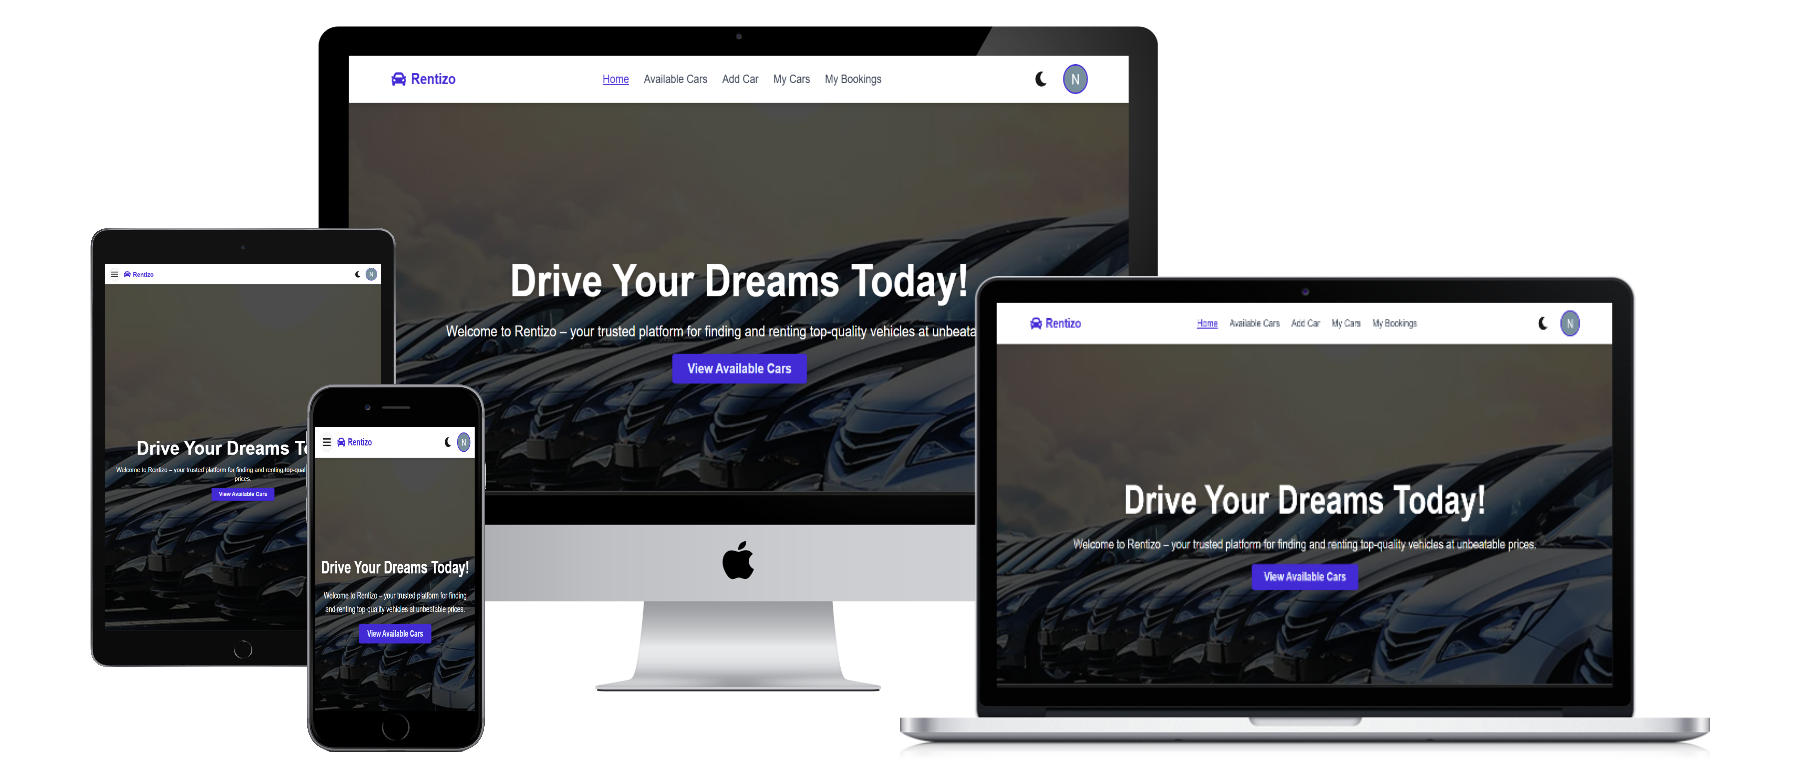 Rentizo
Home Available Cars Add Car My Cars My Bookings
N
Drive Your Dreams Today!
Welcome to Rentizo – your trusted platform for finding and renting top-quality vehicles at
View Available Cars
Rentizo
N
Drive Your Dreams
Welcome to Rentizo – your trusted platform for finding and renting
prices.
View Available Cars
Rentizo
N
Drive Your Dreams Today!
Welcome to Rentizo – your trusted platform for finding
and renting top-quality vehicles at unbeatable prices.
View Available Cars
Rentizo
Home Available Cars Add Car My Cars My Bookings
N
Drive Your Dreams Today!
Welcome to Rentizo – your trusted platform for finding and renting top-quality vehicles at unbeatable prices.
View Available Cars